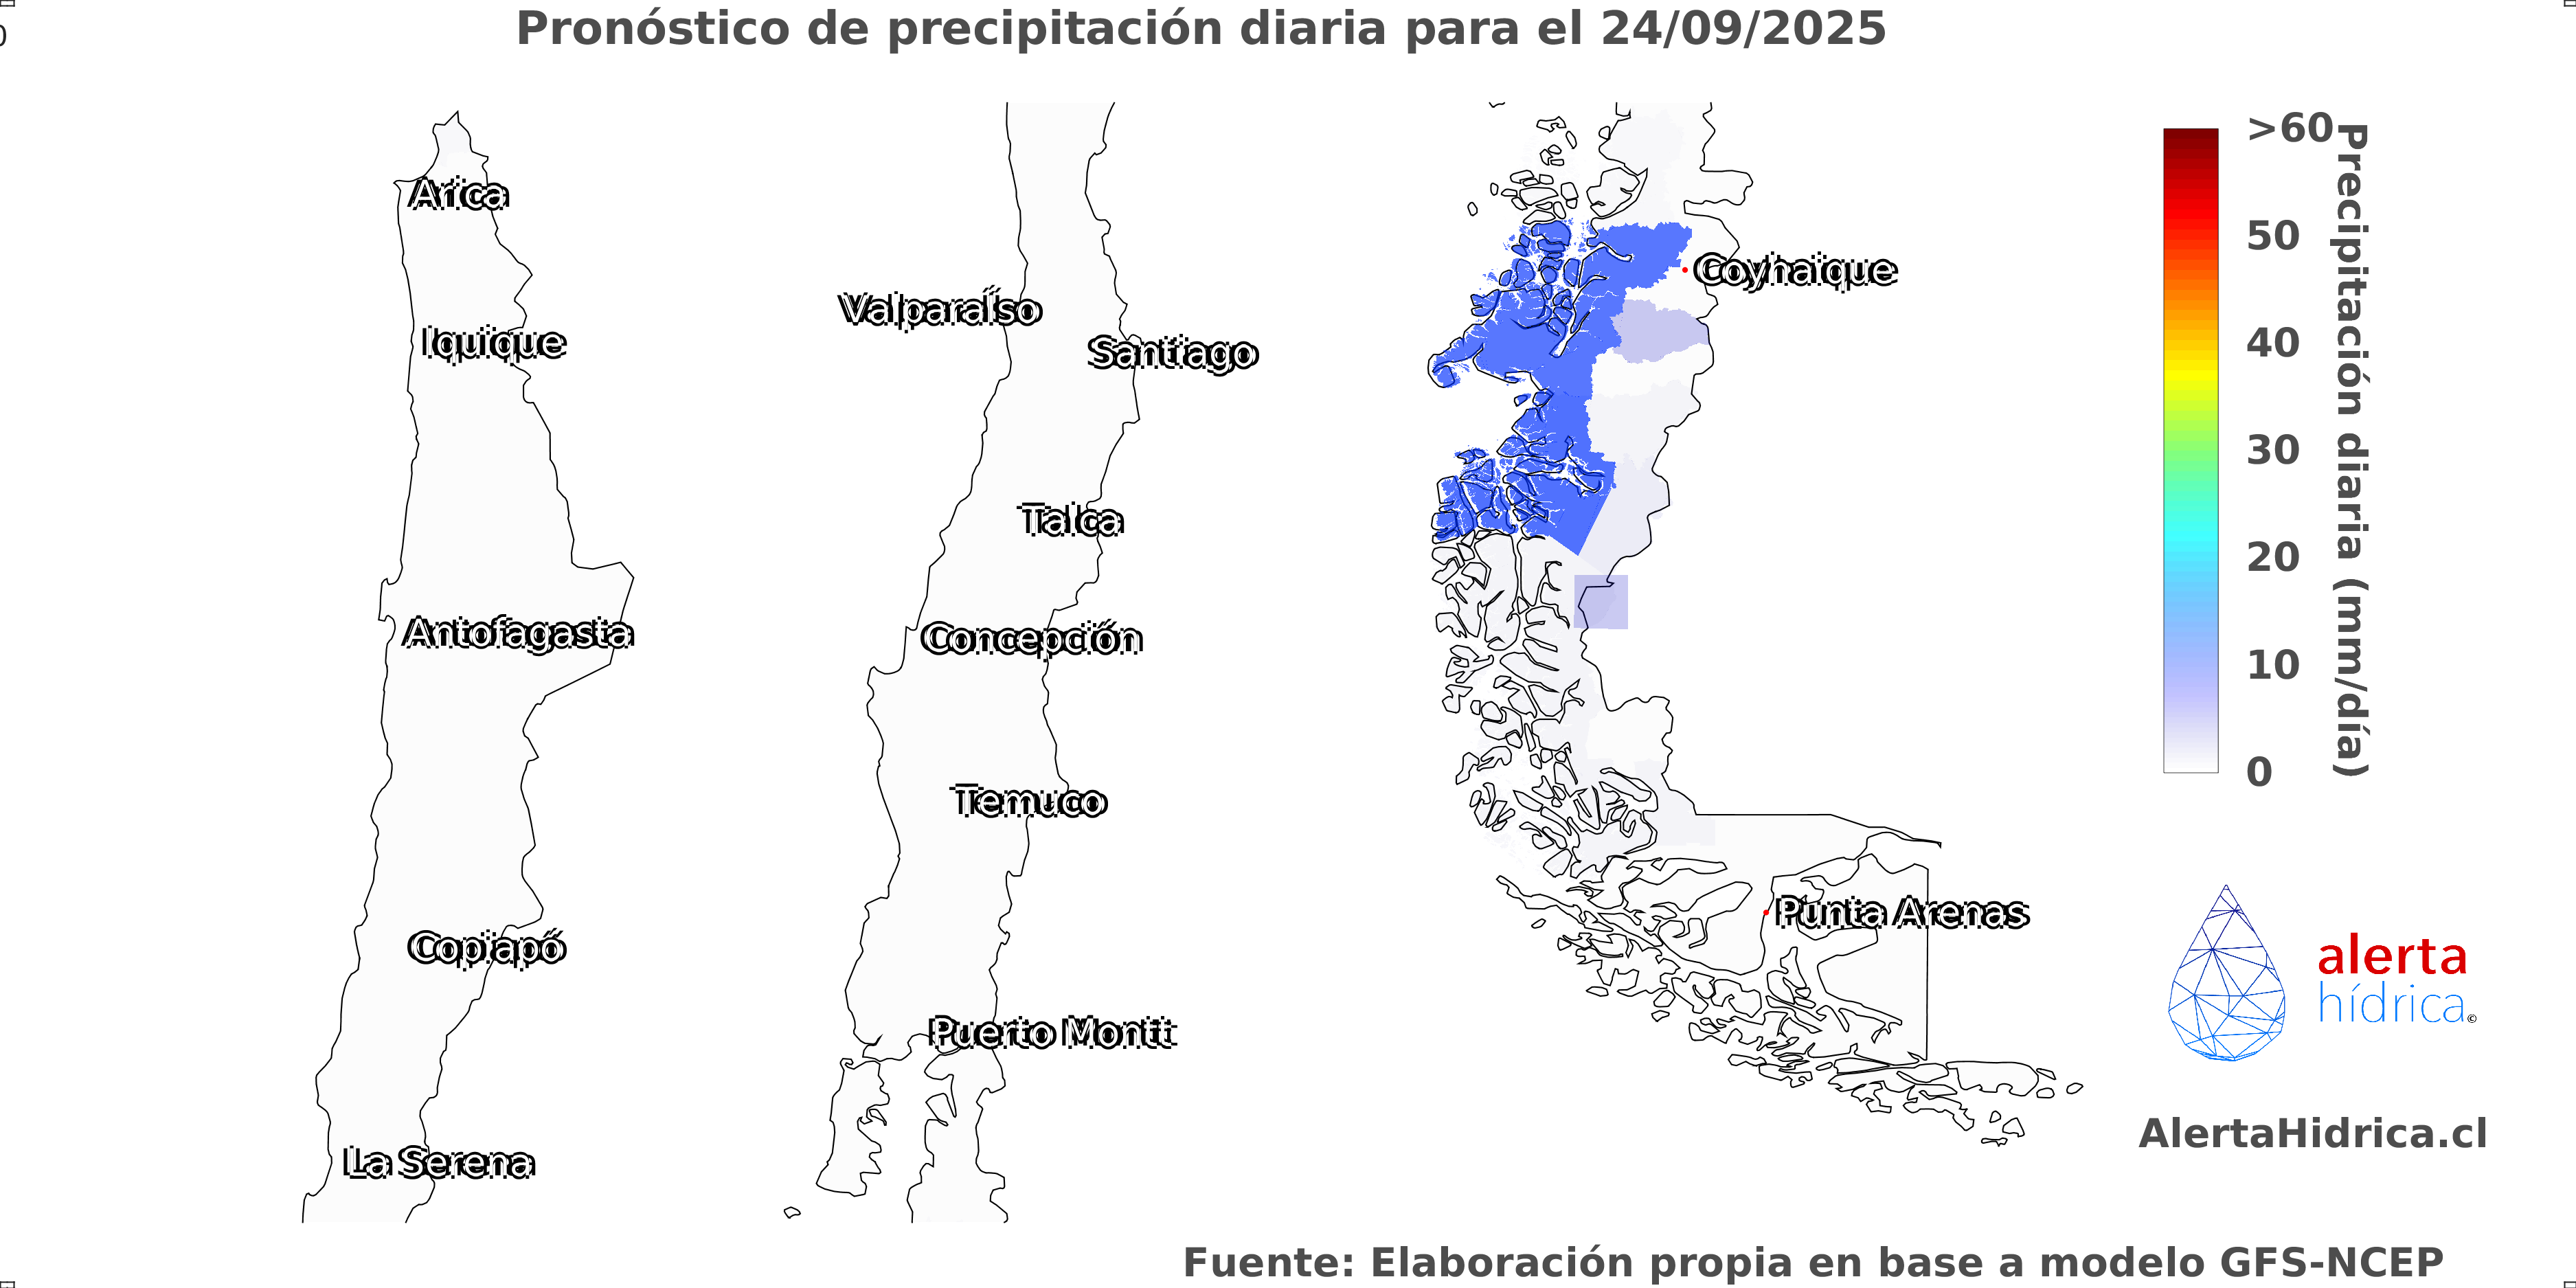 Pronóstico de precipitación diaria para el 24/09/2025
0
Arica
Iquique
Antofagasta
Copiapó
La Serena
Valparaíso
Santiago
Talca
Concepción
Temuco
Puerto Montt
Coyhaique
Punta Arenas
>60
50
40
30
20
10
0
Precipitación diaria (mm/día)
alerta
hídrica©
AlertaHidrica.cl
Fuente: Elaboración propia en base a modelo GFS-NCEP